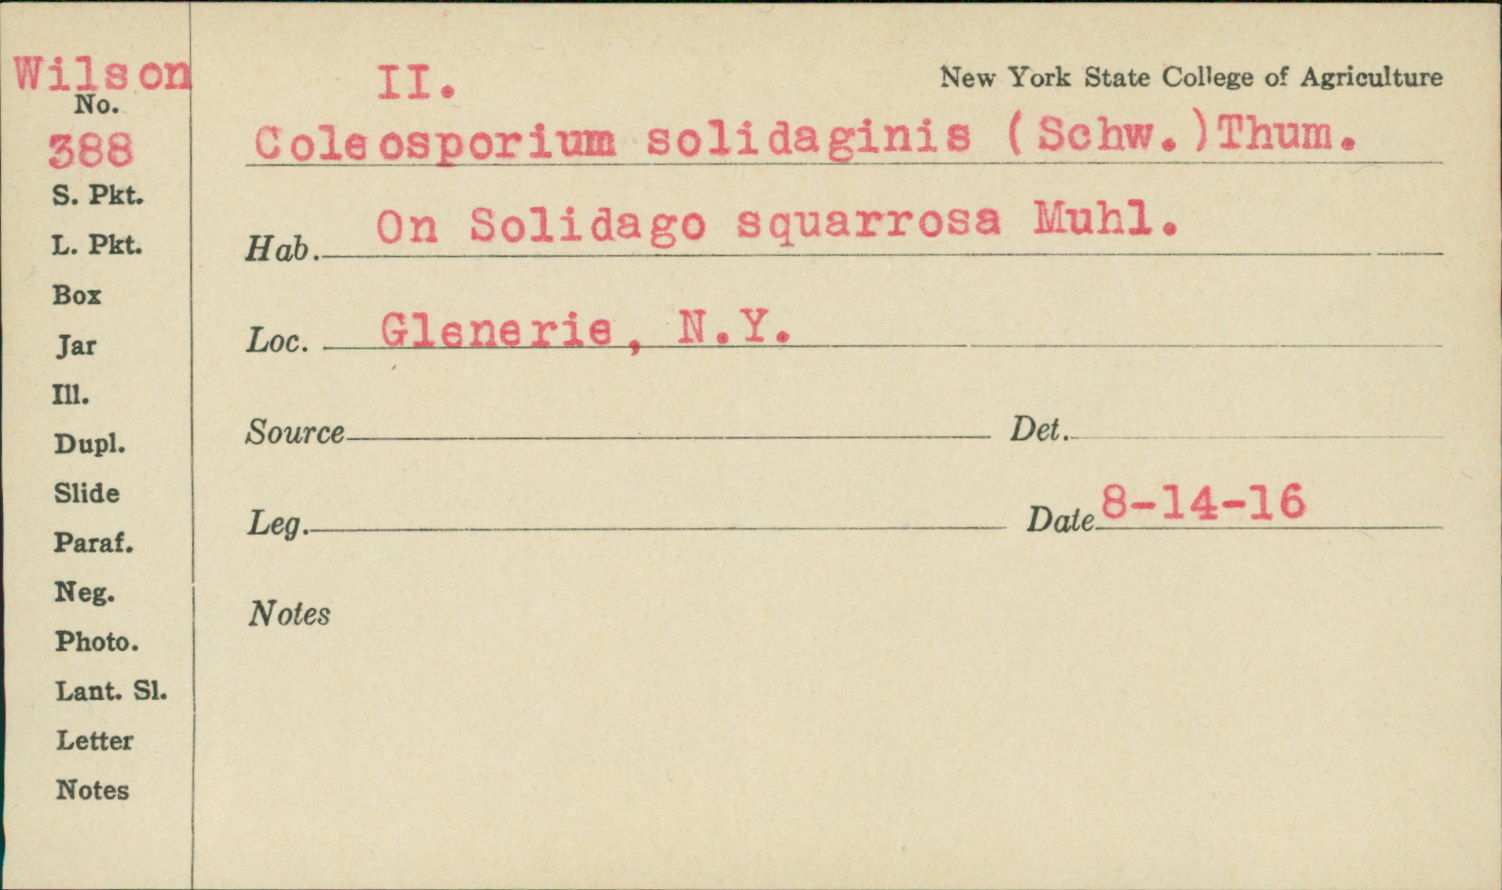 Wilson
No.
388
S. Pkt.
L. Pkt.
Box
Jar
Ill.
Dupl.
Slide
Paraf.
Neg.
Photo.
Lant. Sl.
Letter
Notes
II.
New York State College of Agriculture
Coleosporium solidaginis (Schw.)Thum.
Hab. On Solidago squarrosa Muhl.
Loc. Glenerie, N.Y.
Source Det.
Leg. Date 8-14-16
Notes